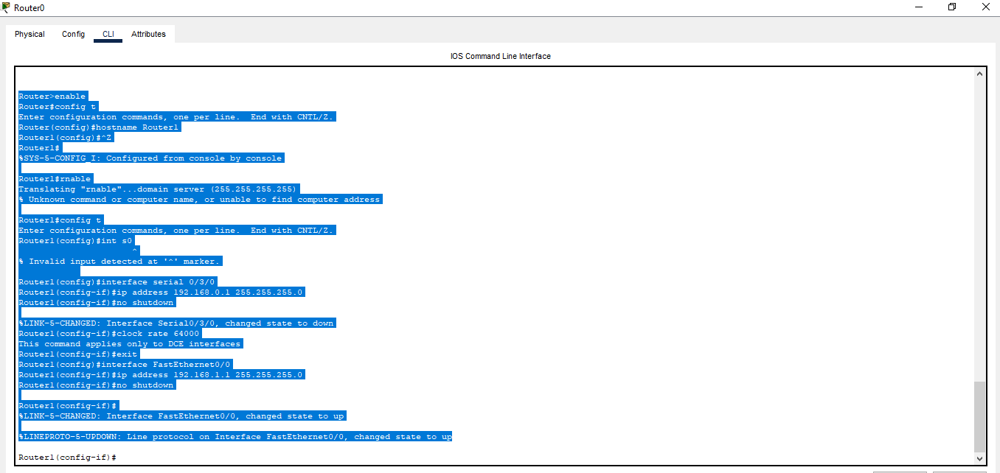 Router0
Physical Config CLI Attributes
IOS Command Line Interface
Router>enable
Router#config t
Enter configuration commands, one per line.  End with CNTL/Z.
Router(config)#hostname Router1
Router1(config)#^Z
Router1#
%SYS-5-CONFIG_I: Configured from console by console
Router1#rnable
Translating "rnable"...domain server (255.255.255.255)
% Unknown command or computer name, or unable to find computer address
Router1#config t
Enter configuration commands, one per line.  End with CNTL/Z.
Router1(config)#int s0
^
% Invalid input detected at '^' marker.
Router1(config)#interface serial 0/3/0
Router1(config-if)#ip address 192.168.0.1 255.255.255.0
Router1(config-if)#no shutdown
%LINK-5-CHANGED: Interface Serial0/3/0, changed state to down
Router1(config-if)#clock rate 64000
This command applies only to DCE interfaces
Router1(config-if)#exit
Router1(config)#interface FastEthernet0/0
Router1(config-if)#ip address 192.168.1.1 255.255.255.0
Router1(config-if)#no shutdown
Router1(config-if)#
%LINK-5-CHANGED: Interface FastEthernet0/0, changed state to up
%LINEPROTO-5-UPDOWN: Line protocol on Interface FastEthernet0/0, changed state to up
Router1(config-if)#